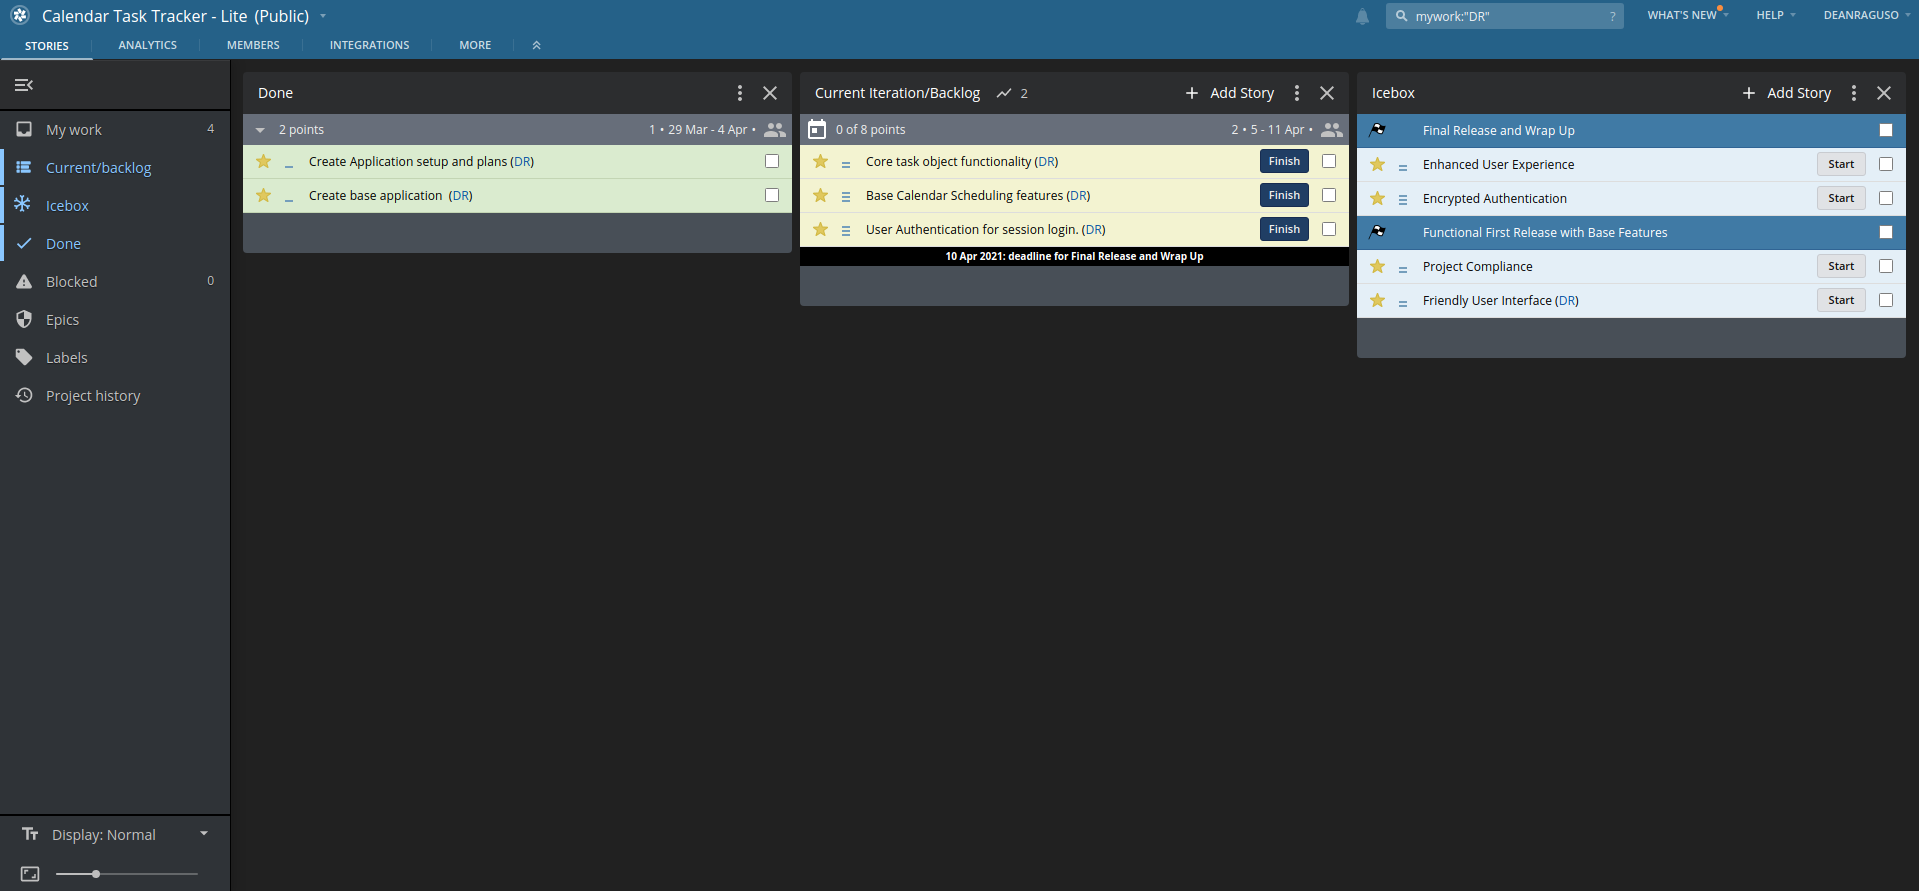 Calendar Task Tracker - Lite (Public)
mywork:"DR" ?
WHAT'S NEW
HELP
DEANRAGUSO
STORIES
ANALYTICS
MEMBERS
INTEGRATIONS
MORE
My work 4
Current/backlog
Icebox
Done
Blocked 0
Epics
Labels
Project history
Display: Normal
Done
2 points 1 • 29 Mar - 4 Apr •
Create Application setup and plans (DR)
Create base application (DR)
Current Iteration/Backlog 2 + Add Story
0 of 8 points 2 • 5 - 11 Apr •
Core task object functionality (DR) Finish
Base Calendar Scheduling features (DR) Finish
User Authentication for session login. (DR) Finish
10 Apr 2021: deadline for Final Release and Wrap Up
Icebox + Add Story
Final Release and Wrap Up
Enhanced User Experience Start
Encrypted Authentication Start
Functional First Release with Base Features
Project Compliance Start
Friendly User Interface (DR) Start